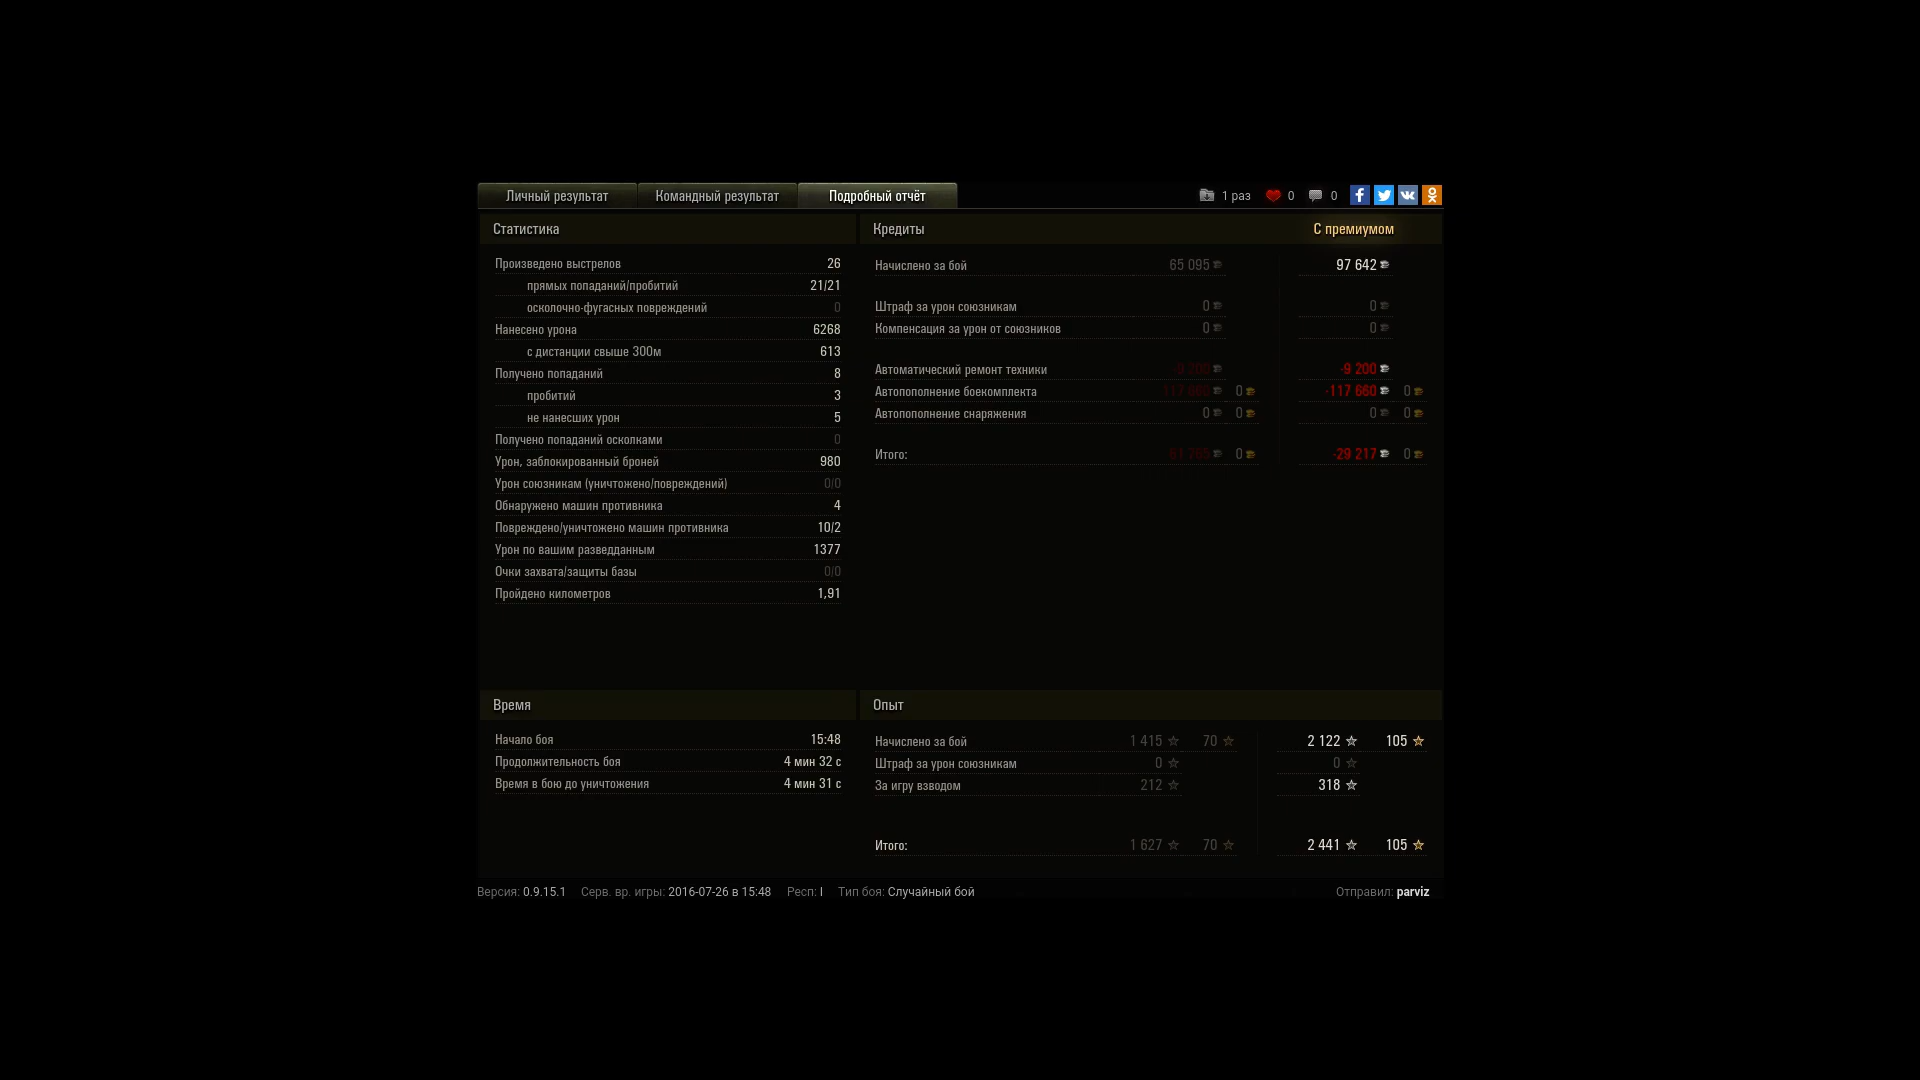 Личный результат Командный результат Подробный отчёт 1 раз 0 0
Статистика
Произведено выстрелов 26
прямых попаданий/пробитий 21/21
осколочно-фугасных повреждений 0
Нанесено урона 6268
с дистанции свыше 300м 613
Получено попаданий 8
пробитий 3
не нанесших урон 5
Получено попаданий осколками 0
Урон, заблокированный броней 980
Урон союзникам (уничтожено/повреждений) 0/0
Обнаружено машин противника 4
Повреждено/уничтожено машин противника 10/2
Урон по вашим разведданным 1377
Очки захвата/защиты базы 0/0
Пройдено километров 1,91
Кредиты С премиумом
Начислено за бой 65 095 97 642
Штраф за урон союзникам 0 0
Компенсация за урон от союзников 0 0
Автоматический ремонт техники -9 200 -9 200
Автопополнение боекомплекта -117 660 0 -117 660 0
Автопополнение снаряжения 0 0 0 0
Итого: -61 765 0 -29 217 0
Время
Начало боя 15:48
Продолжительность боя 4 мин 32 с
Время в бою до уничтожения 4 мин 31 с
Опыт
Начислено за бой 1 415 70 2 122 105
Штраф за урон союзникам 0 0
За игру взводом 212 318
Итого: 1 627 70 2 441 105
Версия: 0.9.15.1 Серв. вр. игры: 2016-07-26 в 15:48 Респ: I Тип боя: Случайный бой Отправил: parviz